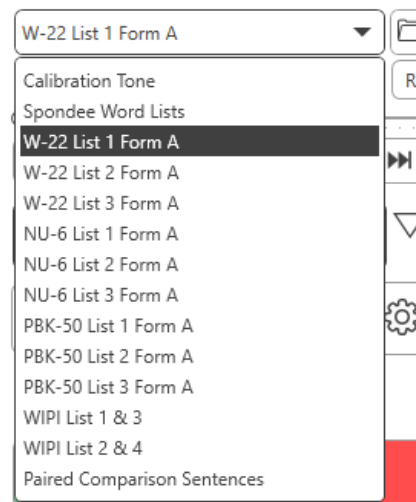 W-22 List 1 Form A
Calibration Tone
R
Spondee Word Lists
W-22 List 1 Form A
W-22 List 2 Form A
W-22 List 3 Form A
NU-6 List 1 Form A
NU-6 List 2 Form A
NU-6 List 3 Form A
PBK-50 List 1 Form A
PBK-50 List 2 Form A
PBK-50 List 3 Form A
WIPI List 1 & 3
WIPI List 2 & 4
Paired Comparison Sentences